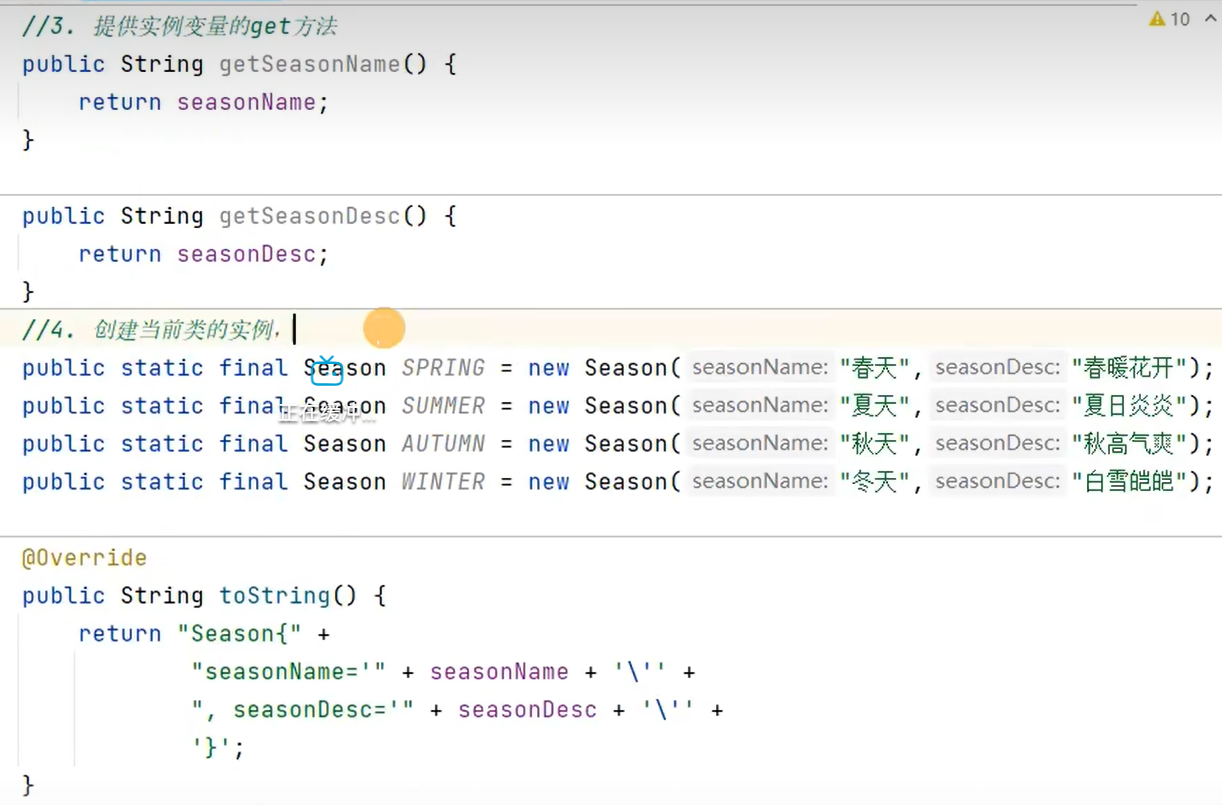 //3. 提供实例变量的get方法
10
public String getSeasonName() {
return seasonName;
}
public String getSeasonDesc() {
return seasonDesc;
}
//4. 创建当前类的实例，
public static final Season SPRING = new Season( seasonName: "春天", seasonDesc: "春暖花开");
public static final Season SUMMER = new Season( seasonName: "夏天", seasonDesc: "夏日炎炎");
正在缓冲...
public static final Season AUTUMN = new Season( seasonName: "秋天", seasonDesc: "秋高气爽");
public static final Season WINTER = new Season( seasonName: "冬天", seasonDesc: "白雪皑皑");
@Override
public String toString() {
return "Season{" +
"seasonName='" + seasonName + '\'' +
", seasonDesc='" + seasonDesc + '\'' +
'}';
}